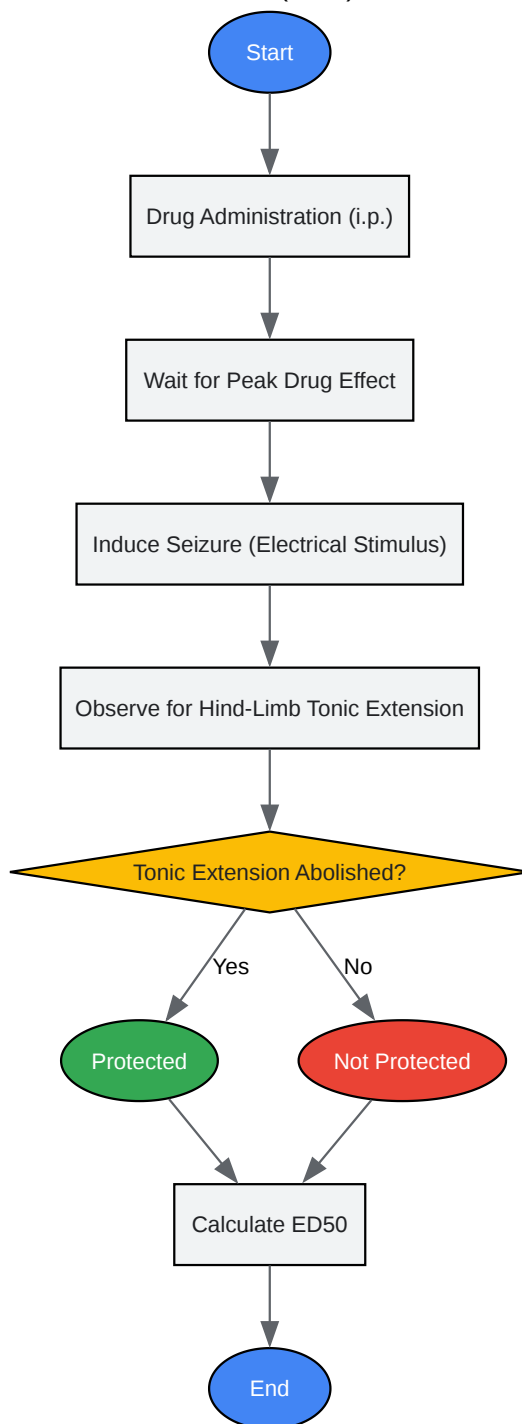 Start
Drug Administration (i.p.)
Wait for Peak Drug Effect
Induce Seizure (Electrical Stimulus)
Observe for Hind-Limb Tonic Extension
Tonic Extension Abolished?
Yes
No
Protected
Not Protected
Calculate ED50
End